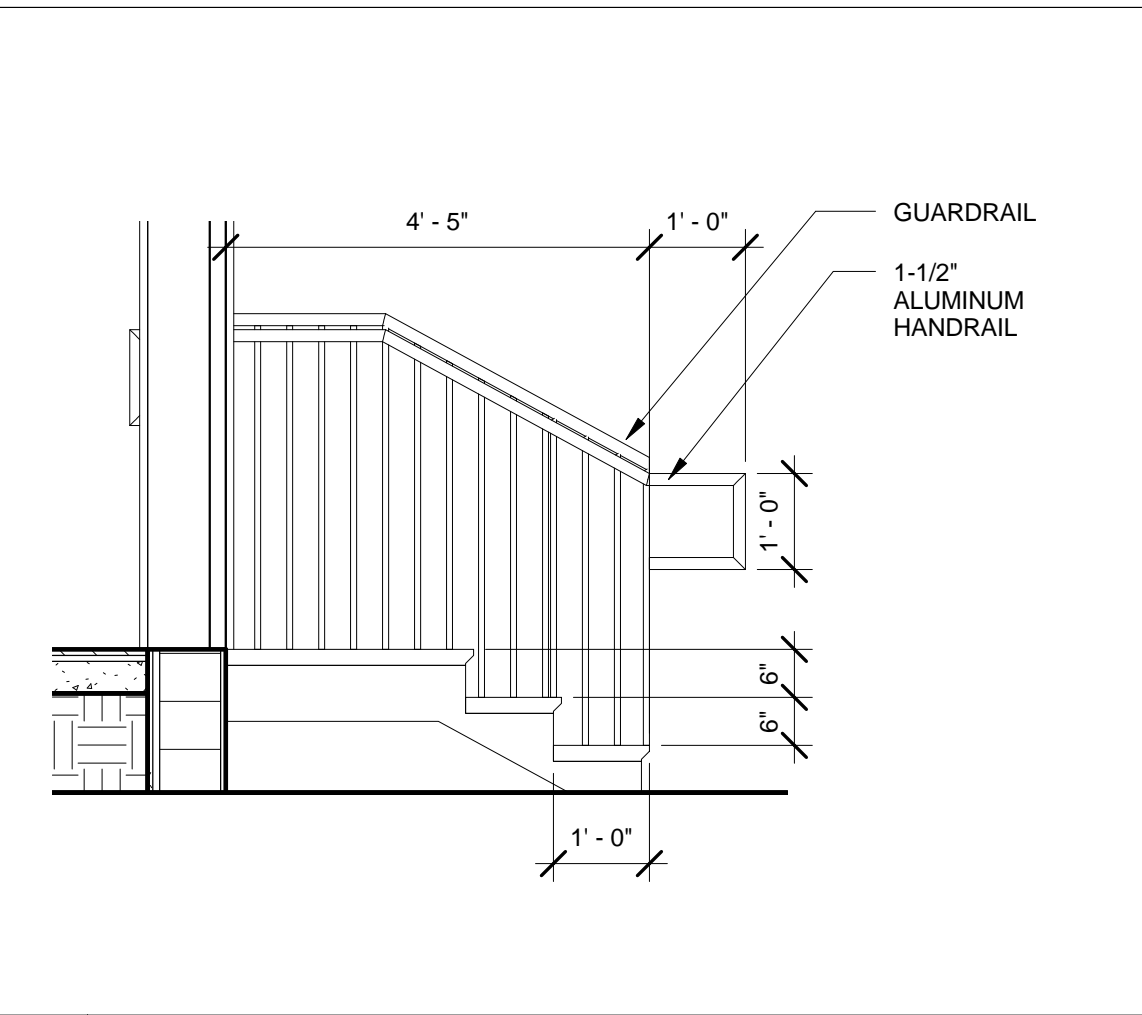 4' - 5"
1' - 0"
GUARDRAIL
1-1/2"
ALUMINUM
HANDRAIL
1' - 0"
6"
6"
1' - 0"